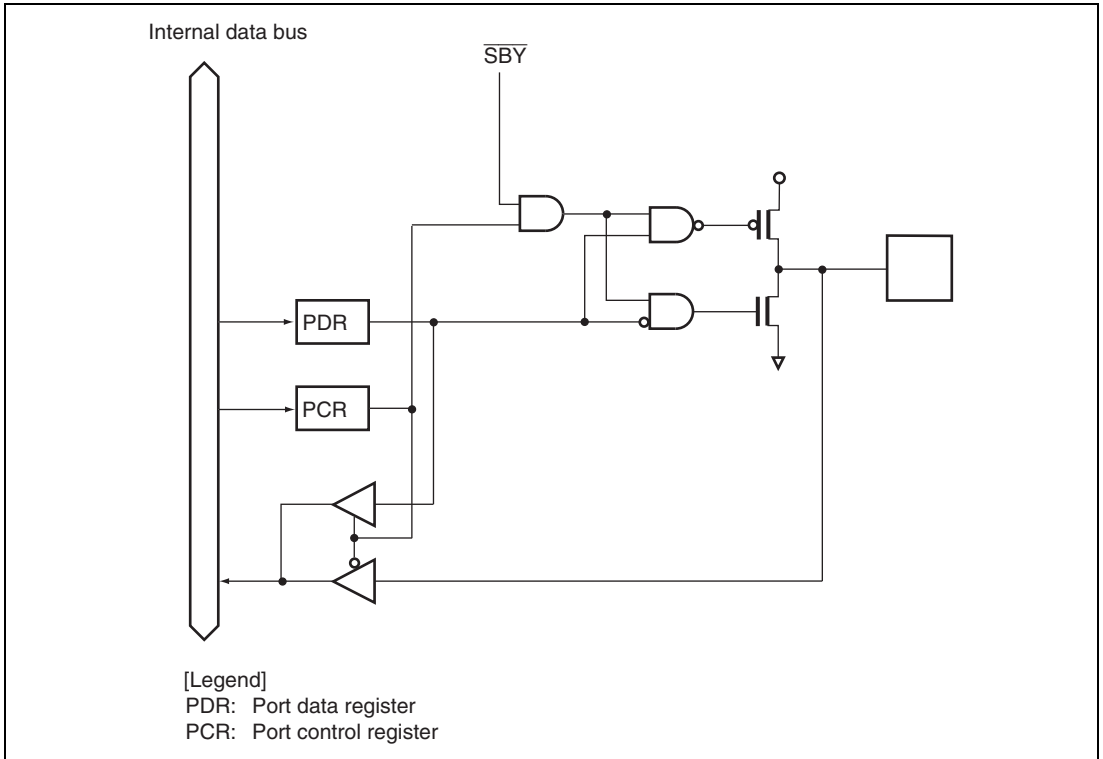 Internal data bus
SBY
PDR
PCR
[Legend]
PDR: Port data register
PCR: Port control register